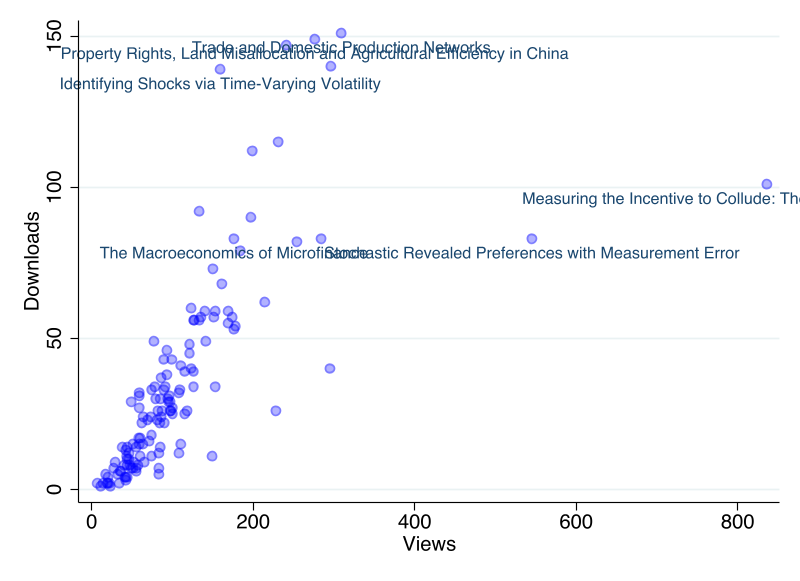 150
Trade and Domestic Production Networks
Property Rights, Land Misallocation and Agricultural Efficiency in China
Identifying Shocks via Time-Varying Volatility
100
Measuring the Incentive to Collude:
The Macroeconomics of Microfinance
Stochastic Revealed Preferences with Measurement Error
Downloads
50
0
0 200 400 600 800
Views